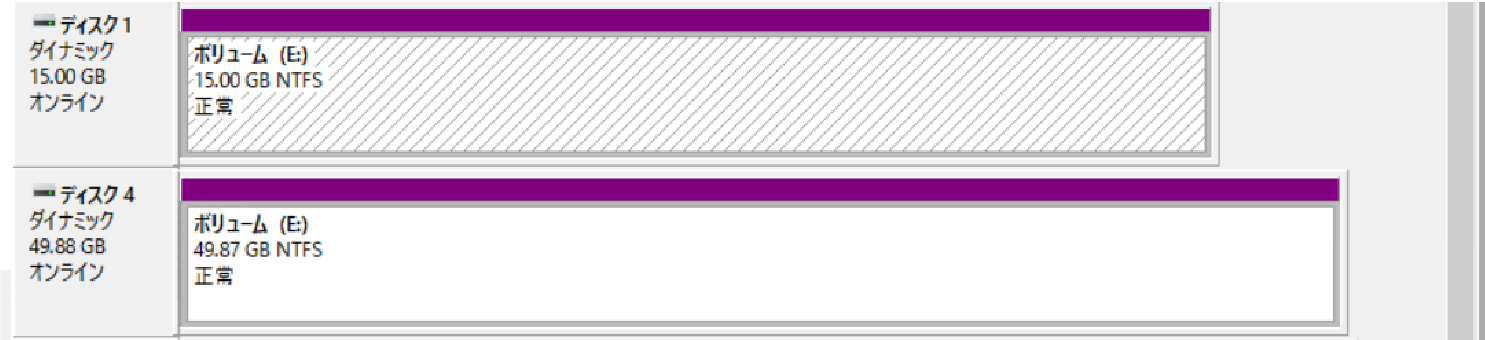 ディスク 1
ダイナミック
15.00 GB
オンライン
ボリューム (E:)
15.00 GB NTFS
正常
ディスク 4
ダイナミック
49.88 GB
オンライン
ボリューム (E:)
49.87 GB NTFS
正常